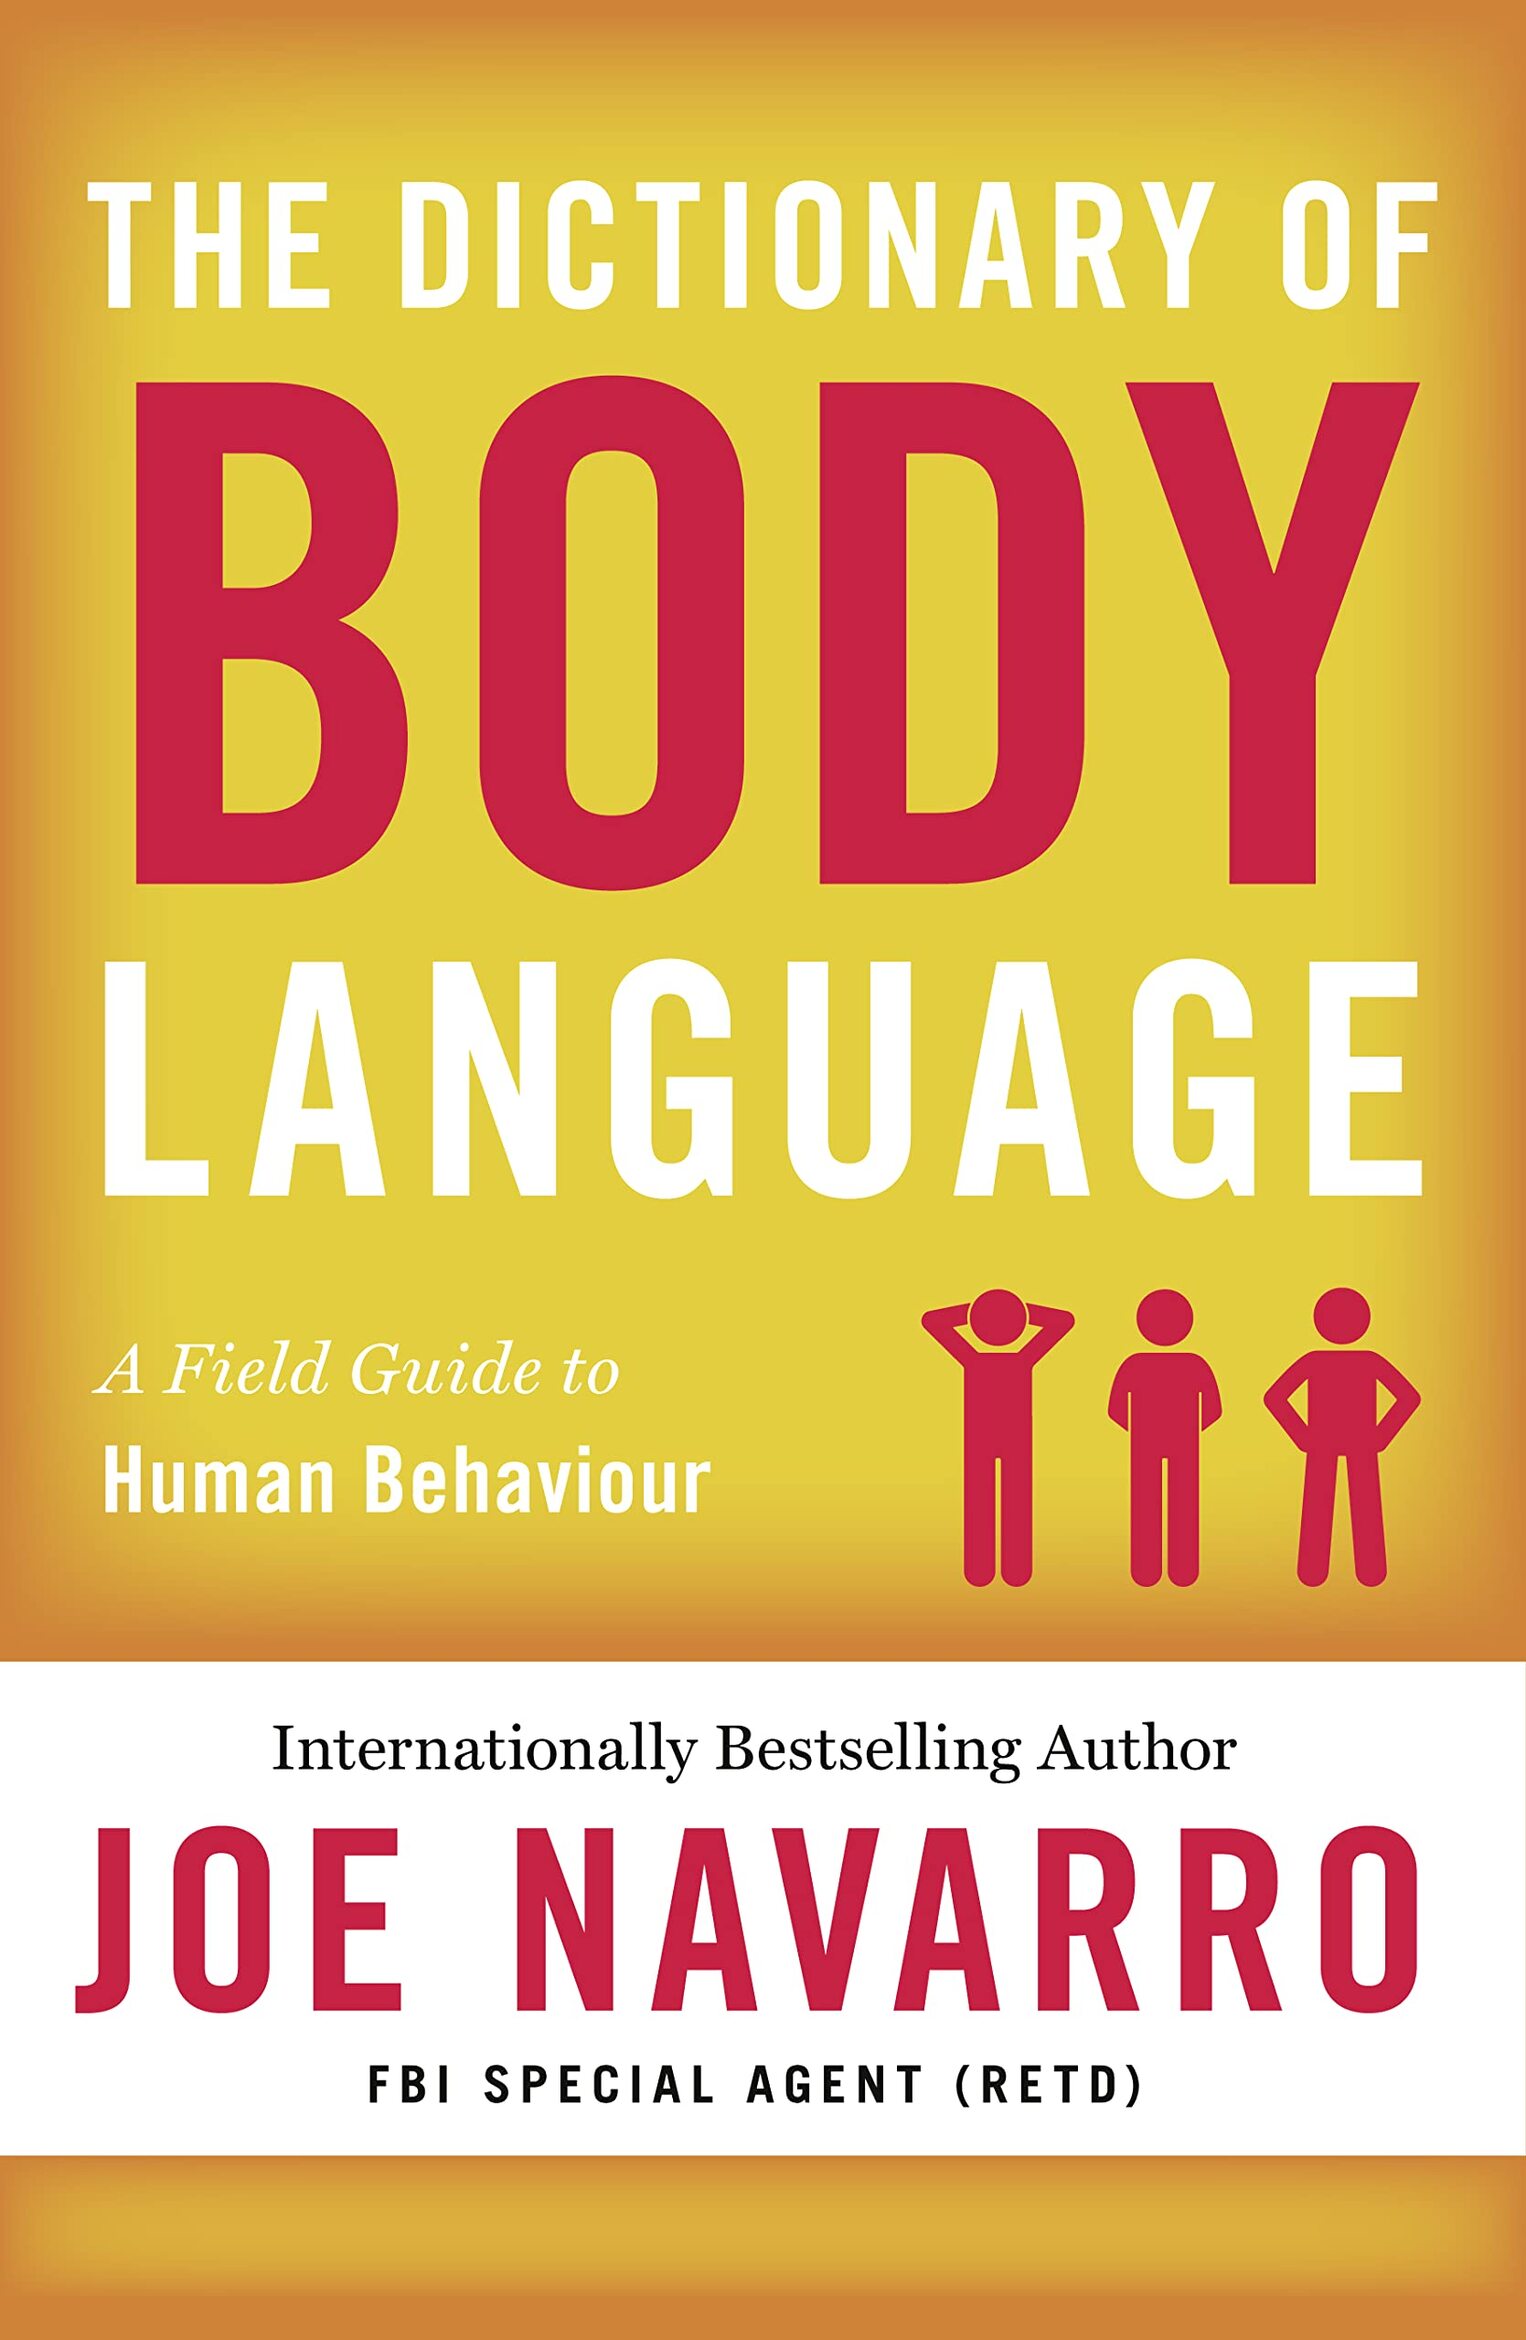 THE DICTIONARY OF
BODY
LANGUAGE
A Field Guide to
Human Behaviour
Internationally Bestselling Author
JOE NAVARRO
FBI SPECIAL AGENT (RETD)